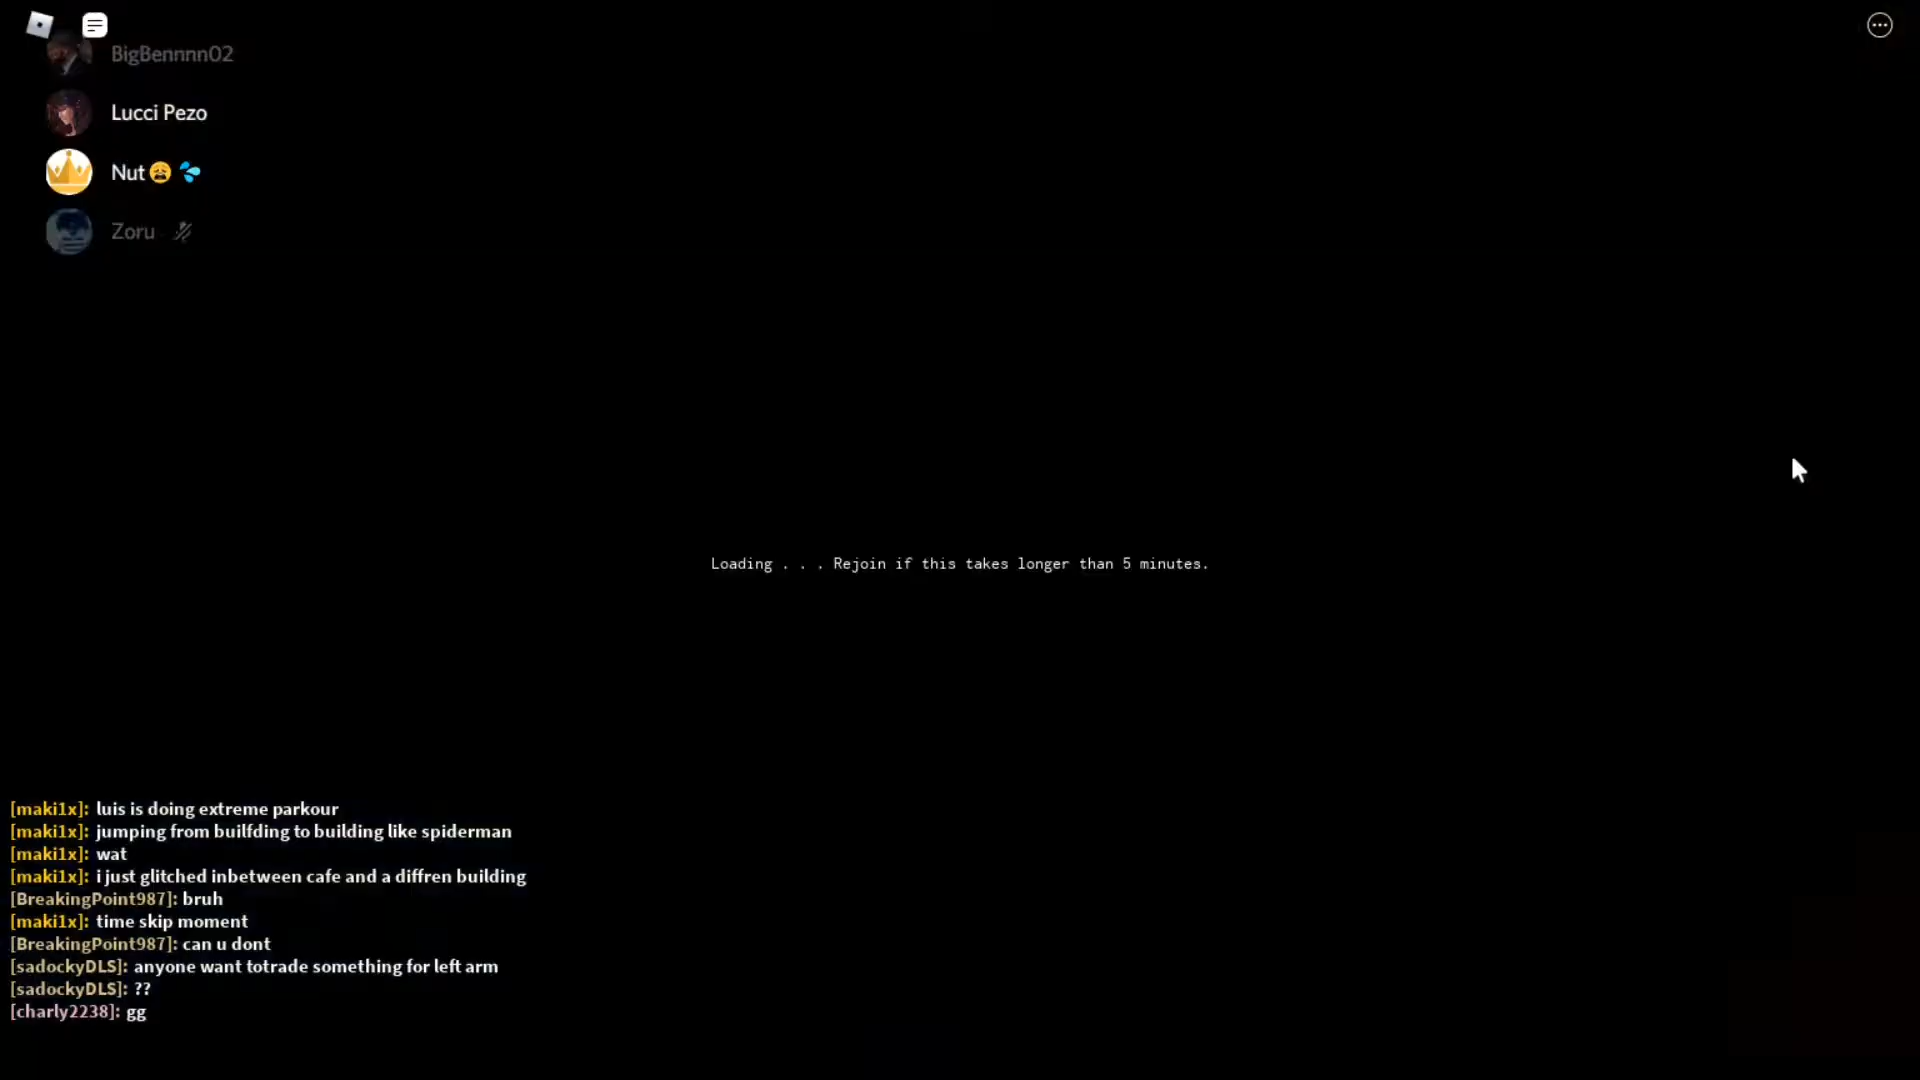 BigBennnn02
Lucci Pezo
Nut😩 💦
Zoru
Loading . . . Rejoin if this takes longer than 5 minutes.
[maki1x]: luis is doing extreme parkour
[maki1x]: jumping from builfding to building like spiderman
[maki1x]: wat
[maki1x]: i just glitched inbetween cafe and a diffren building
[BreakingPoint987]: bruh
[maki1x]: time skip moment
[BreakingPoint987]: can u dont
[sadockyDLS]: anyone want totrade something for left arm
[sadockyDLS]: ??
[charly2238]: gg